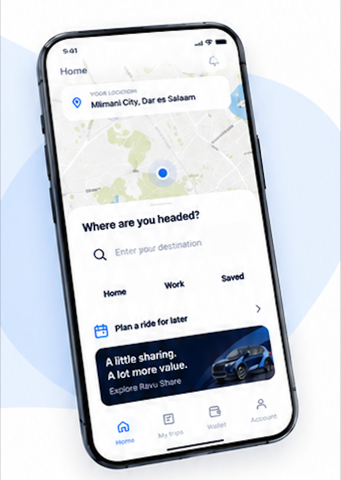 9:41
Home
YOUR LOCATION
Mlimani City, Dar es Salaam
Where are you headed?
Enter your destination
Home
Work
Saved
Plan a ride for later
A little sharing.
A lot more value.
Explore Ravu Share
Home
My trips
Wallet
Account